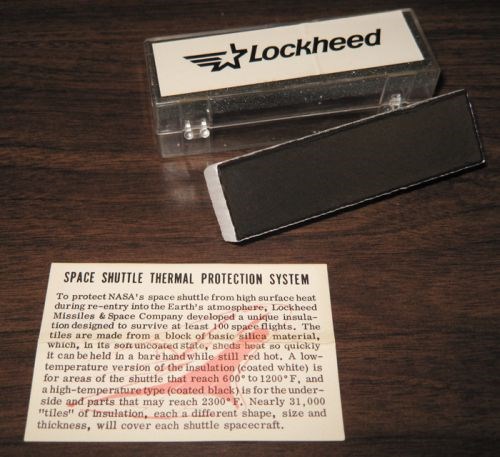 Lockheed
SPACE SHUTTLE THERMAL PROTECTION SYSTEM
To protect NASA's space shuttle from high surface heat
during re-entry into the Earth's atmosphere, Lockheed
Missiles & Space Company developed a unique insula-
tion designed to survive at least 100 space flights. The
tiles are made from a block of basic silica material,
which, in its soft uncoated state, sheds heat so quickly
it can be held in a bare hand while still red hot. A low-
temperature version of the insulation (coated white) is
for areas of the shuttle that reach 600° to 1200° F, and
a high-temperature type (coated black) is for the under-
side and parts that may reach 2300° F. Nearly 31,000
"tiles" of insulation, each a different shape, size and
thickness, will cover each shuttle spacecraft.